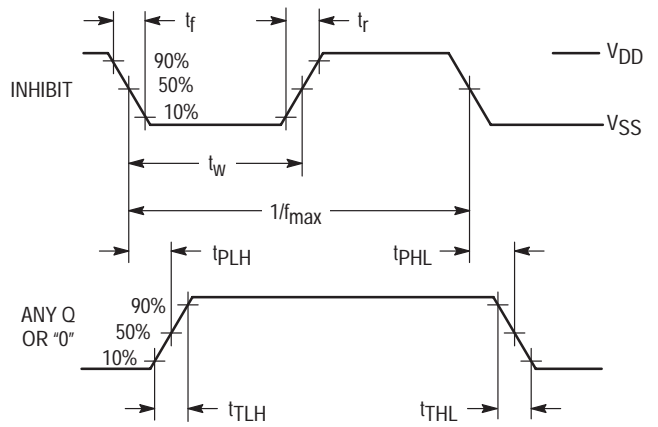 tf
tr
90%
50%
10%
INHIBIT
VDD
VSS
tw
1/fmax
tPLH
tPHL
ANY Q
OR "0"
90%
50%
10%
tTLH
tTHL